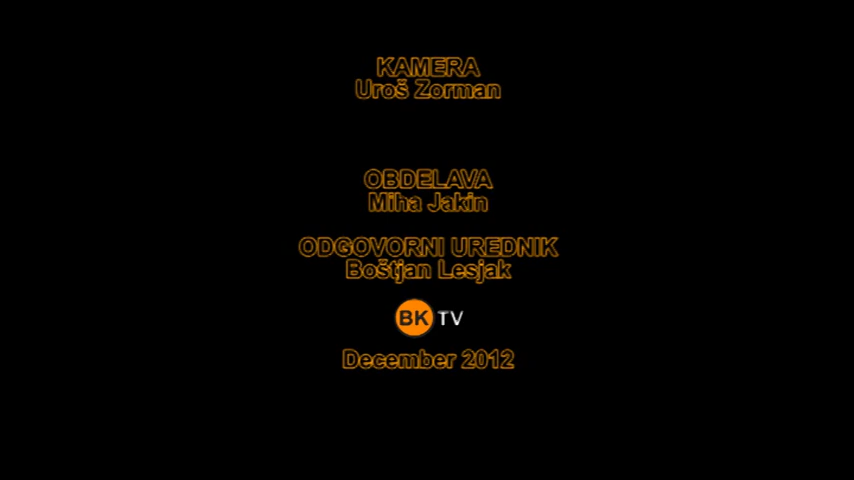 KAMERA
Uroš Zorman
OBDELAVA
Miha Jakin
ODGOVORNI UREDNIK
Boštjan Lesjak
BK TV
December 2012